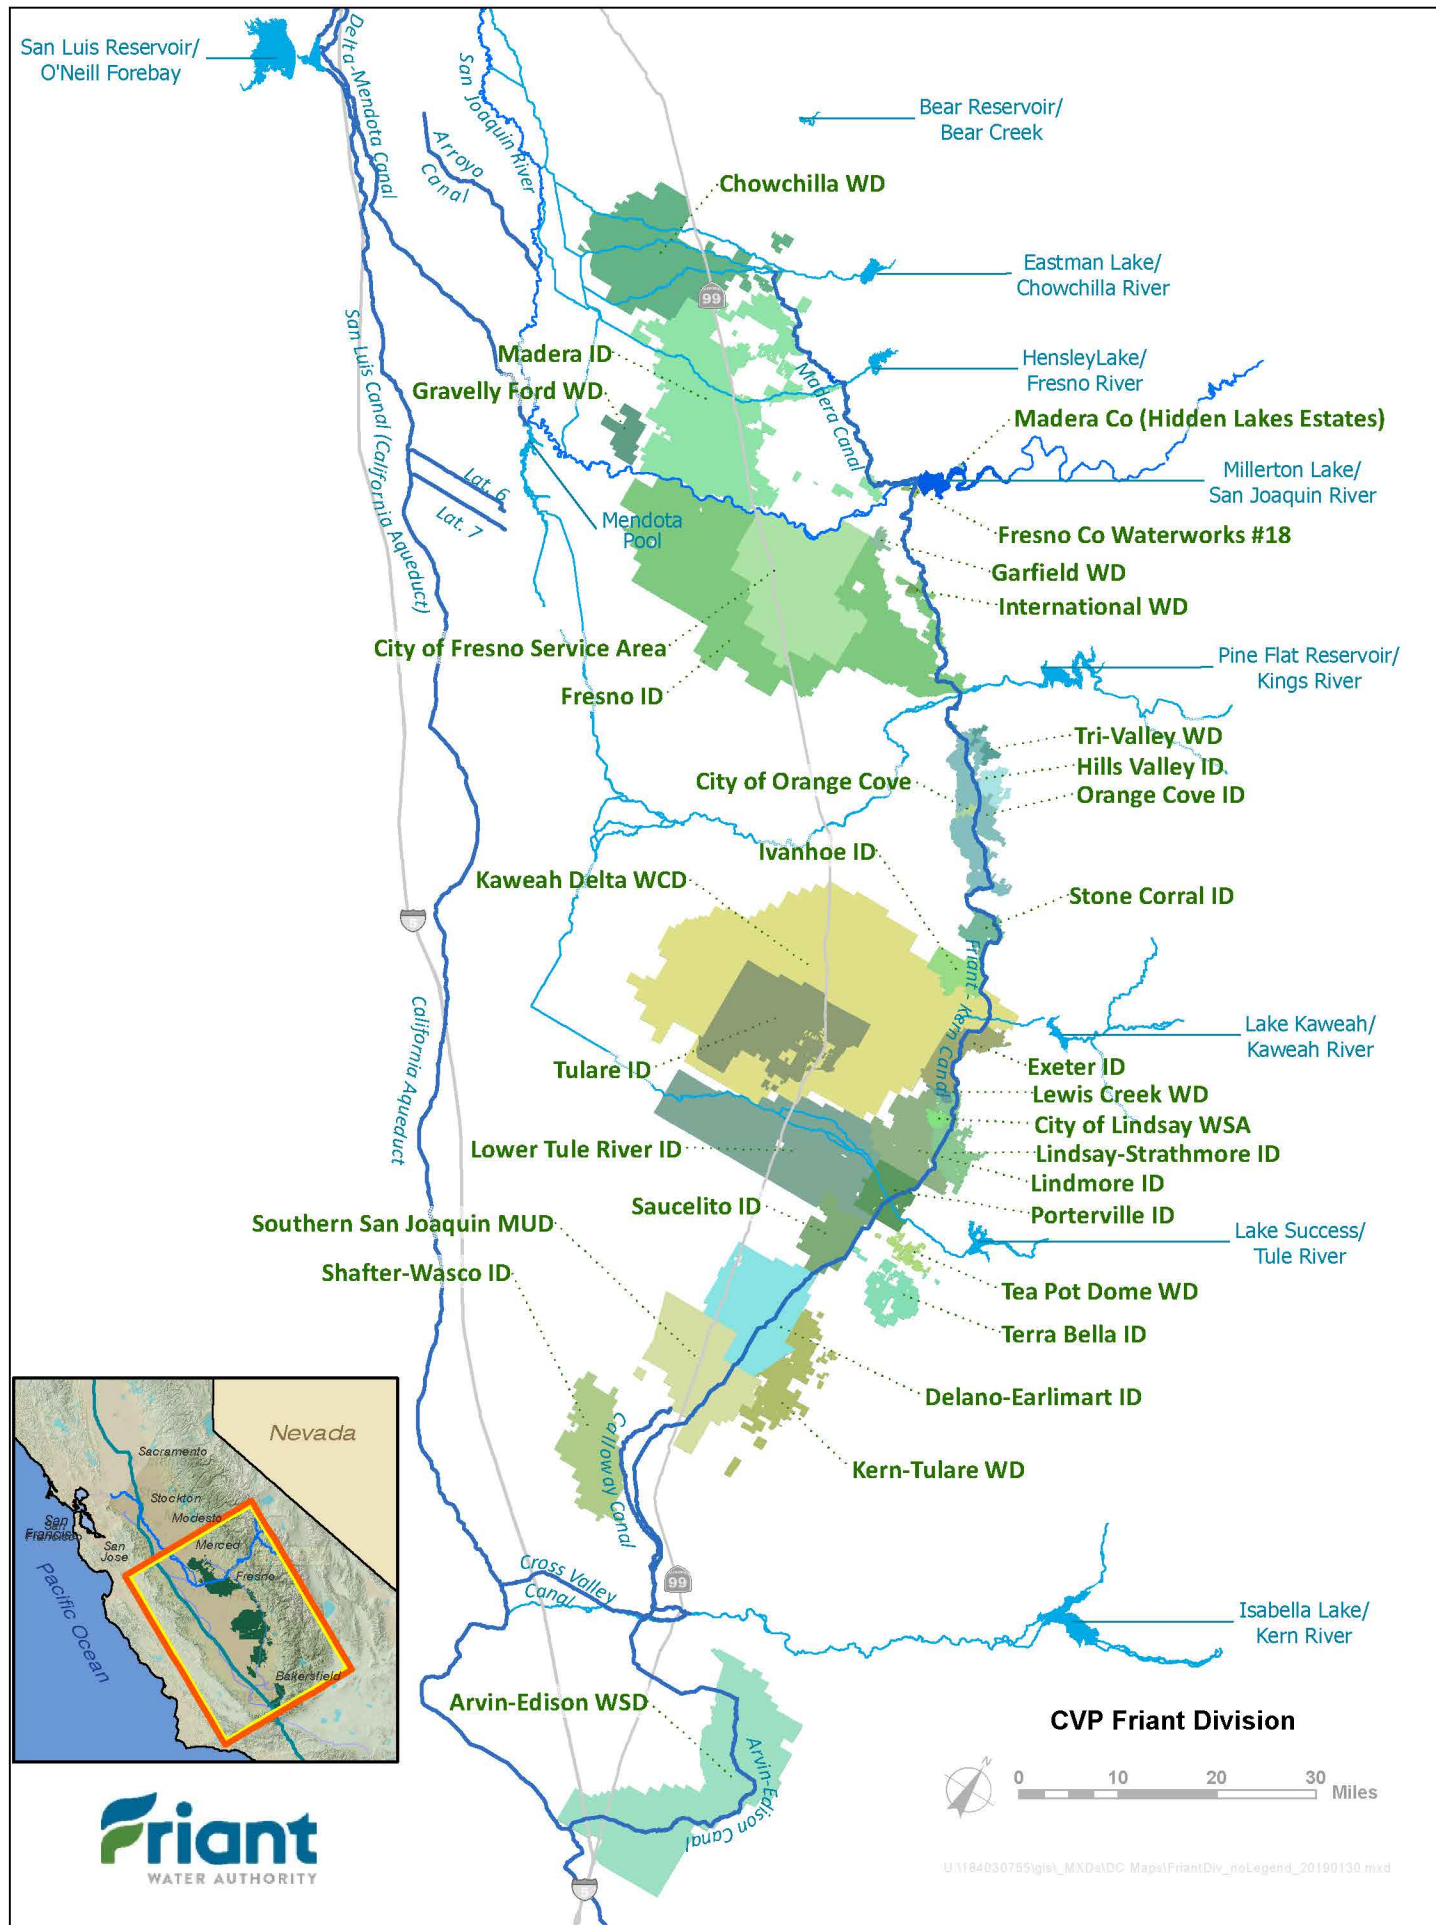 San Luis Reservoir/
O'Neill Forebay
Delta-Mendota Canal
San Joaquin River
Arroyo
Canal
Bear Reservoir/
Bear Creek
Chowchilla WD
99
Eastman Lake/
Chowchilla River
San Luis Canal (California Aqueduct)
Madera ID
Gravelly Ford WD
Madera Canal
HensleyLake/
Fresno River
Madera Co (Hidden Lakes Estates)
Millerton Lake/
San Joaquin River
Lat. 6
Lat. 7
Mendota
Pool
Fresno Co Waterworks #18
Garfield WD
International WD
City of Fresno Service Area
Fresno ID
Pine Flat Reservoir/
Kings River
Tri-Valley WD
Hills Valley ID
City of Orange Cove
Orange Cove ID
Ivanhoe ID
Kaweah Delta WCD
Stone Corral ID
5
Friant - Kern Canal
California Aqueduct
Lake Kaweah/
Kaweah River
Tulare ID
Exeter ID
Lewis Creek WD
City of Lindsay WSA
Lower Tule River ID
Lindsay-Strathmore ID
Lindmore ID
Saucelito ID
Porterville ID
Southern San Joaquin MUD
Lake Success/
Tule River
Shafter-Wasco ID
Tea Pot Dome WD
Terra Bella ID
Delano-Earlimart ID
Calloway Canal
Kern-Tulare WD
Nevada
Sacramento
Stockton
Modesto
San
Francisco
San
Francisco
San
Jose
Merced
Fresno
Pacific Ocean
Bakersfield
Cross Valley
Canal
99
Isabella Lake/
Kern River
Arvin-Edison WSD
Arvin-Edison Canal
5
CVP Friant Division
N
0 10 20 30 Miles
Friant
WATER AUTHORITY
U:\184030755\gis\_MXDs\DC Maps\FriantDiv_noLegend_20190130.mxd